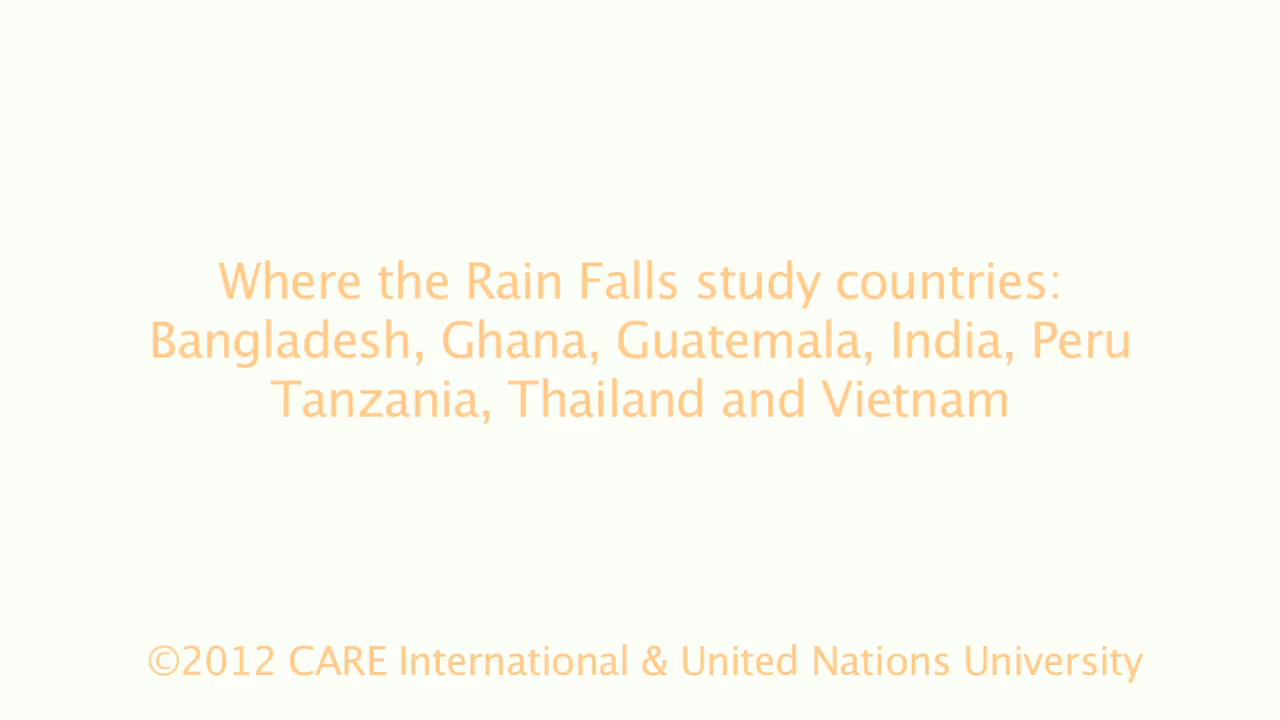 Where the Rain Falls study countries:
Bangladesh, Ghana, Guatemala, India, Peru
Tanzania, Thailand and Vietnam
©2012 CARE International & United Nations University